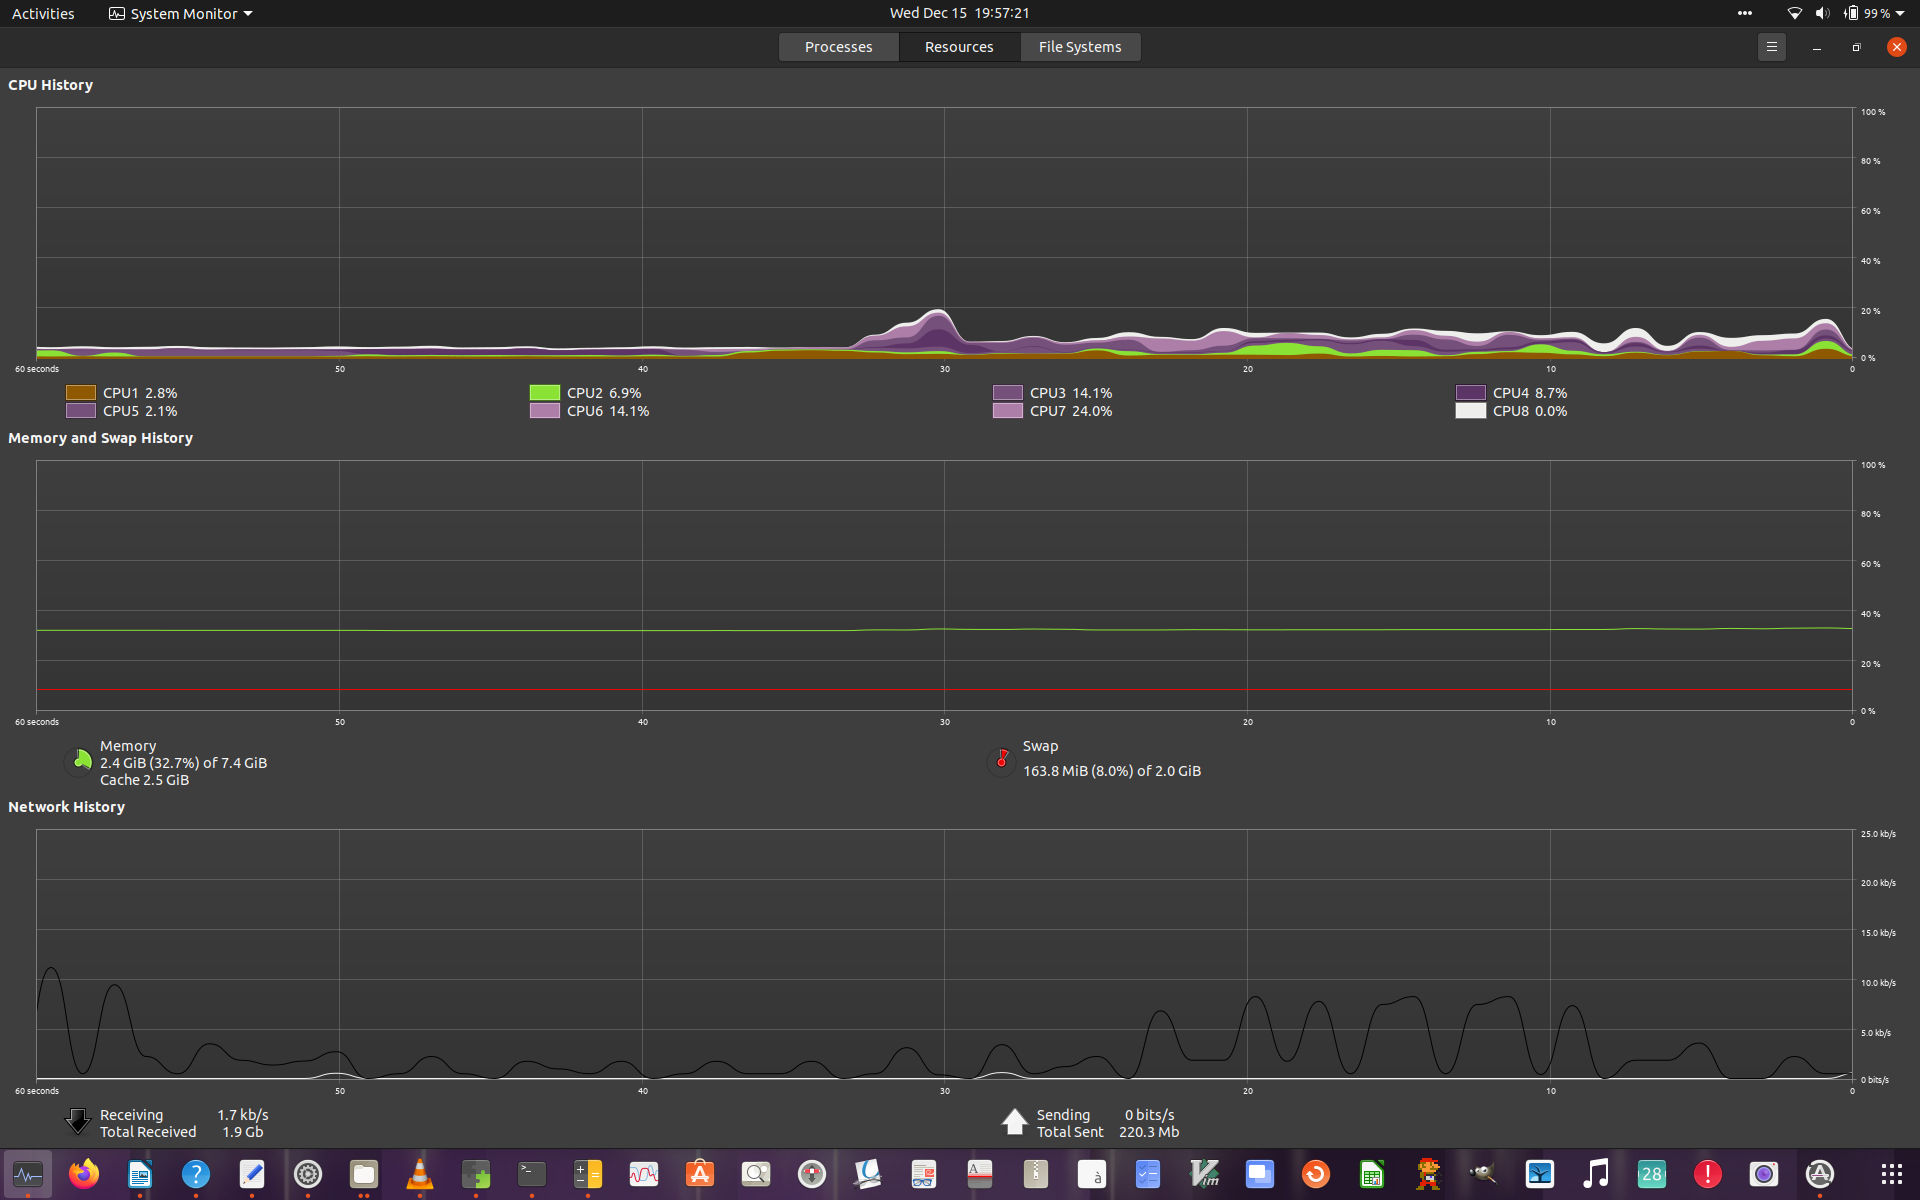 Activities System Monitor Wed Dec 15 19:57:21 99 %
Processes Resources File Systems
CPU History
100 %
80 %
60 %
40 %
20 %
0 %
60 seconds 50 40 30 20 10 0
CPU1 2.8% CPU2 6.9% CPU3 14.1% CPU4 8.7%
CPU5 2.1% CPU6 14.1% CPU7 24.0% CPU8 0.0%
Memory and Swap History
100 %
80 %
60 %
40 %
20 %
0 %
60 seconds 50 40 30 20 10 0
Memory
2.4 GiB (32.7%) of 7.4 GiB
Cache 2.5 GiB
Swap
163.8 MiB (8.0%) of 2.0 GiB
Network History
25.0 kb/s
20.0 kb/s
15.0 kb/s
10.0 kb/s
5.0 kb/s
0 bits/s
60 seconds 50 40 30 20 10 0
Receiving 1.7 kb/s
Total Received 1.9 Gb
Sending 0 bits/s
Total Sent 220.3 Mb
? >_ A à Vim 28 !